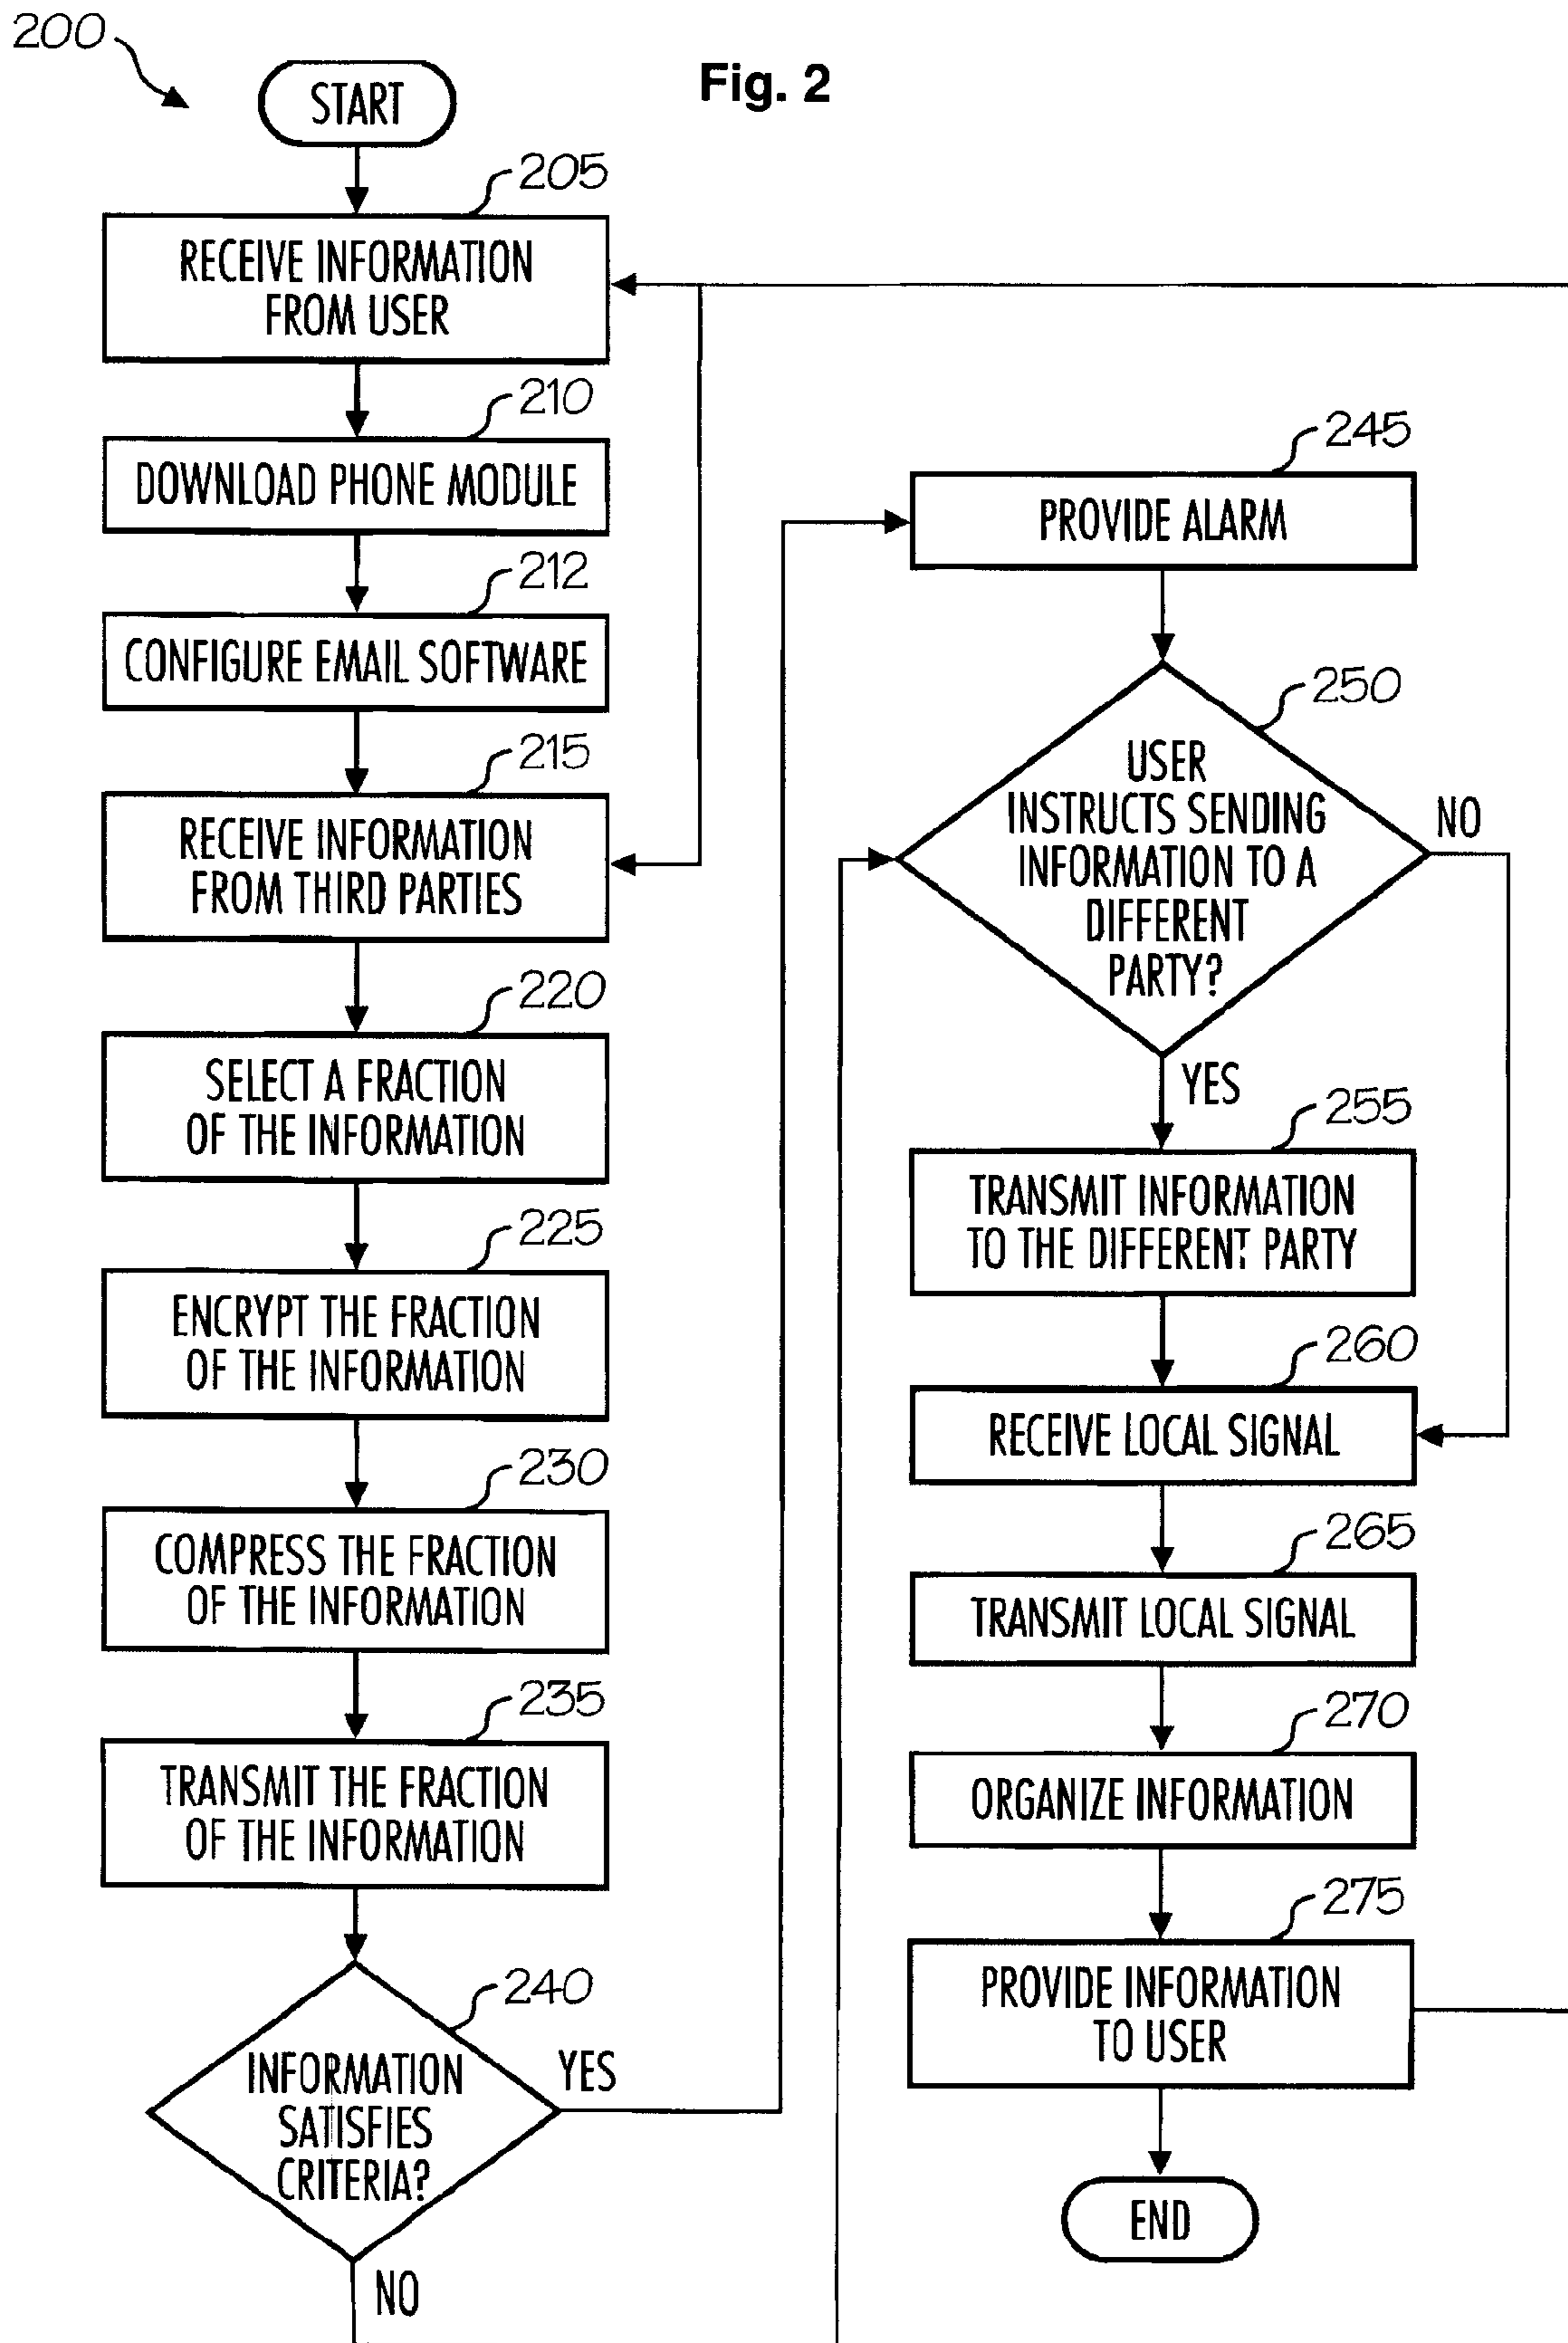 200
START
Fig. 2
205
RECEIVE INFORMATION
FROM USER
210
DOWNLOAD PHONE MODULE
212
CONFIGURE EMAIL SOFTWARE
215
RECEIVE INFORMATION
FROM THIRD PARTIES
220
SELECT A FRACTION
OF THE INFORMATION
225
ENCRYPT THE FRACTION
OF THE INFORMATION
230
COMPRESS THE FRACTION
OF THE INFORMATION
235
TRANSMIT THE FRACTION
OF THE INFORMATION
240
INFORMATION
SATISFIES
CRITERIA?
YES
NO
245
PROVIDE ALARM
250
USER
INSTRUCTS SENDING
INFORMATION TO A
DIFFERENT
PARTY?
NO
YES
255
TRANSMIT INFORMATION
TO THE DIFFERENT PARTY
260
RECEIVE LOCAL SIGNAL
265
TRANSMIT LOCAL SIGNAL
270
ORGANIZE INFORMATION
275
PROVIDE INFORMATION
TO USER
END